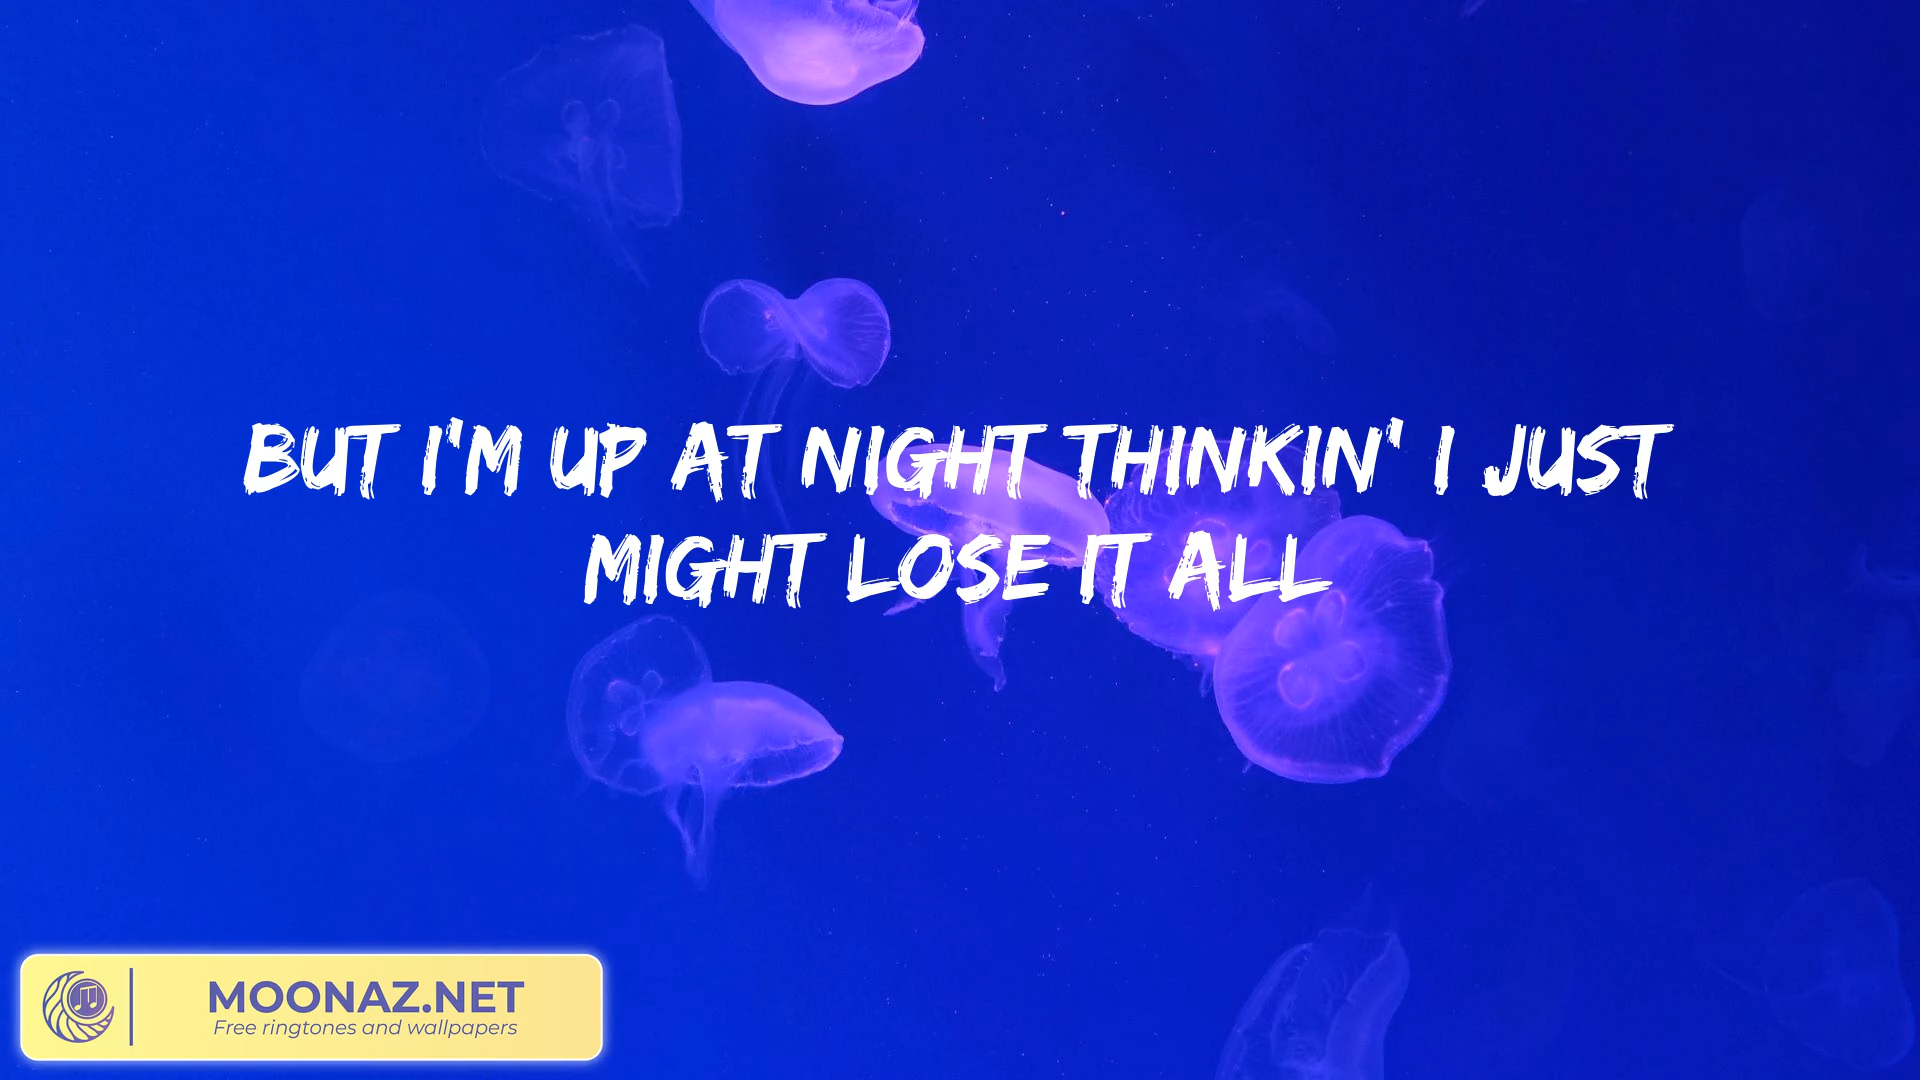 BUT I'M UP AT NIGHT THINKIN' I JUST
MIGHT LOSE IT ALL
MOONAZ.NET
Free ringtones and wallpapers